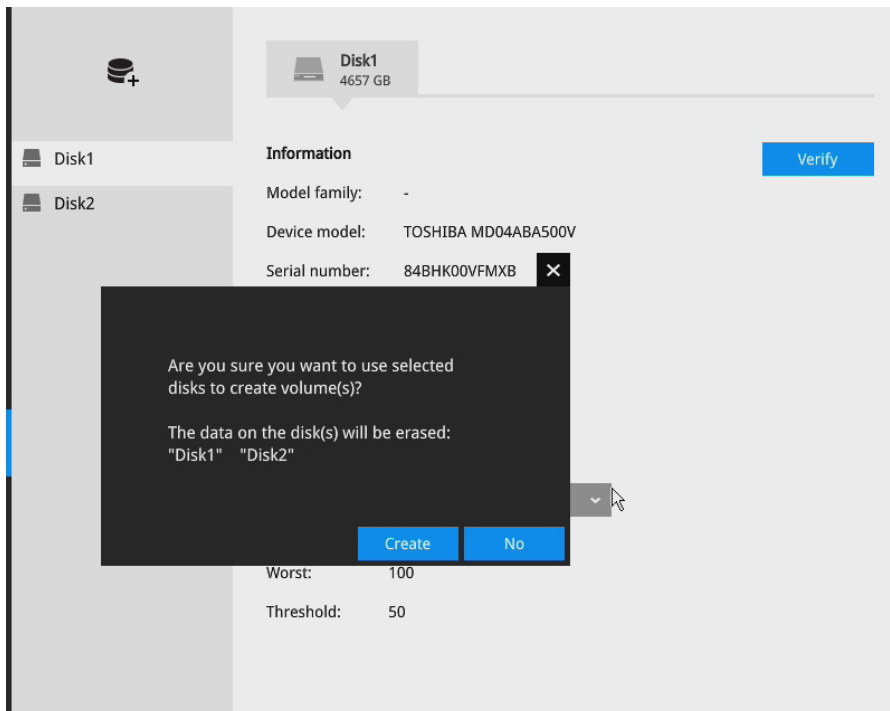 Disk1
4657 GB
Disk1
Disk2
Information
Verify
Model family: -
Device model: TOSHIBA MD04ABA500V
Serial number: 84BHK00VFMXB
Are you sure you want to use selected
disks to create volume(s)?
The data on the disk(s) will be erased:
"Disk1" "Disk2"
Create No
Worst: 100
Threshold: 50